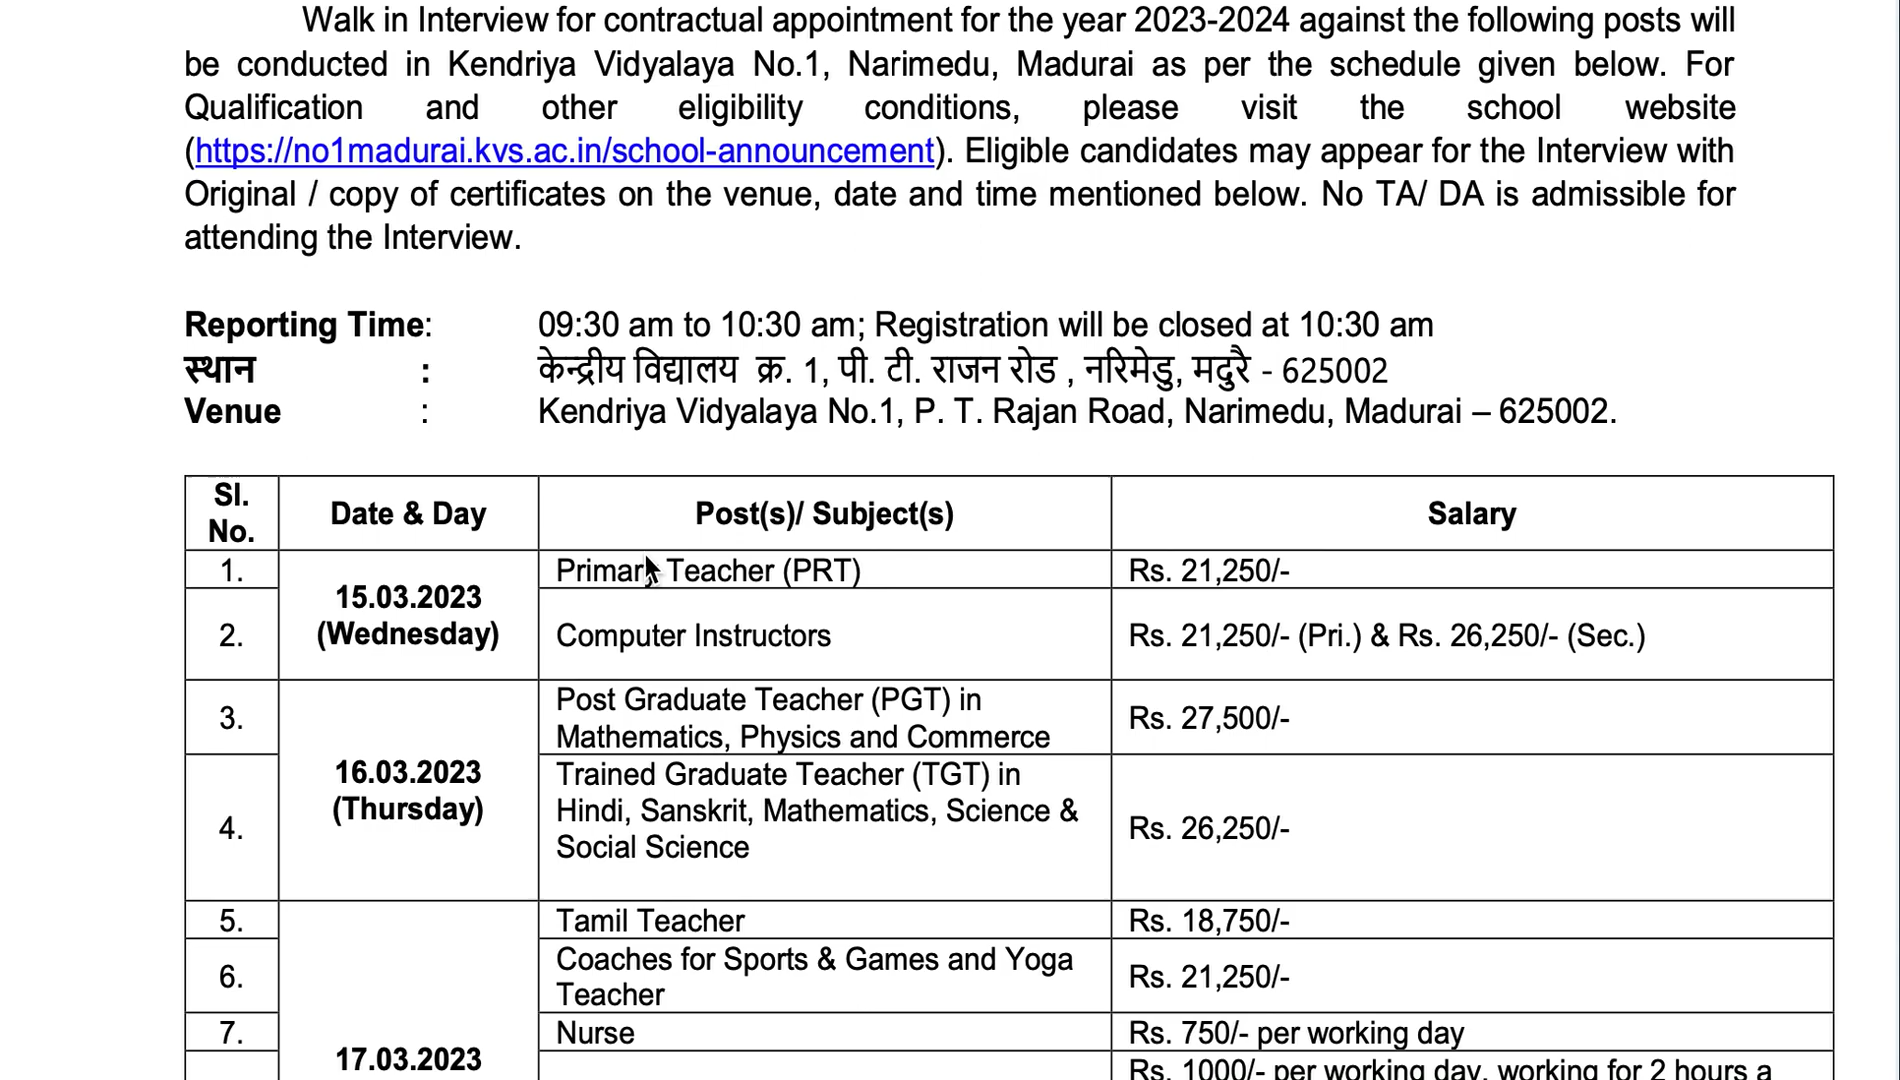 Walk in Interview for contractual appointment for the year 2023-2024 against the following posts will
be conducted in Kendriya Vidyalaya No.1, Narimedu, Madurai as per the schedule given below. For
Qualification and other eligibility conditions, please visit the school website
(https://no1madurai.kvs.ac.in/school-announcement). Eligible candidates may appear for the Interview with
Original / copy of certificates on the venue, date and time mentioned below. No TA/ DA is admissible for
attending the Interview.
Reporting Time: 09:30 am to 10:30 am; Registration will be closed at 10:30 am
स्थान : केन्द्रीय विद्यालय क्र. 1, पी. टी. राजन रोड , नरिमेडु, मदुरै - 625002
Venue : Kendriya Vidyalaya No.1, P. T. Rajan Road, Narimedu, Madurai – 625002.
Sl.
No.
Date & Day
Post(s)/ Subject(s)
Salary
1.
15.03.2023
(Wednesday)
Primary Teacher (PRT)
Rs. 21,250/-
2.
Computer Instructors
Rs. 21,250/- (Pri.) & Rs. 26,250/- (Sec.)
3.
16.03.2023
(Thursday)
Post Graduate Teacher (PGT) in
Mathematics, Physics and Commerce
Rs. 27,500/-
4.
Trained Graduate Teacher (TGT) in
Hindi, Sanskrit, Mathematics, Science &
Social Science
Rs. 26,250/-
5.
Tamil Teacher
Rs. 18,750/-
6.
Coaches for Sports & Games and Yoga
Teacher
Rs. 21,250/-
7.
17.03.2023
Nurse
Rs. 750/- per working day
Rs. 1000/- per working day, working for 2 hours a